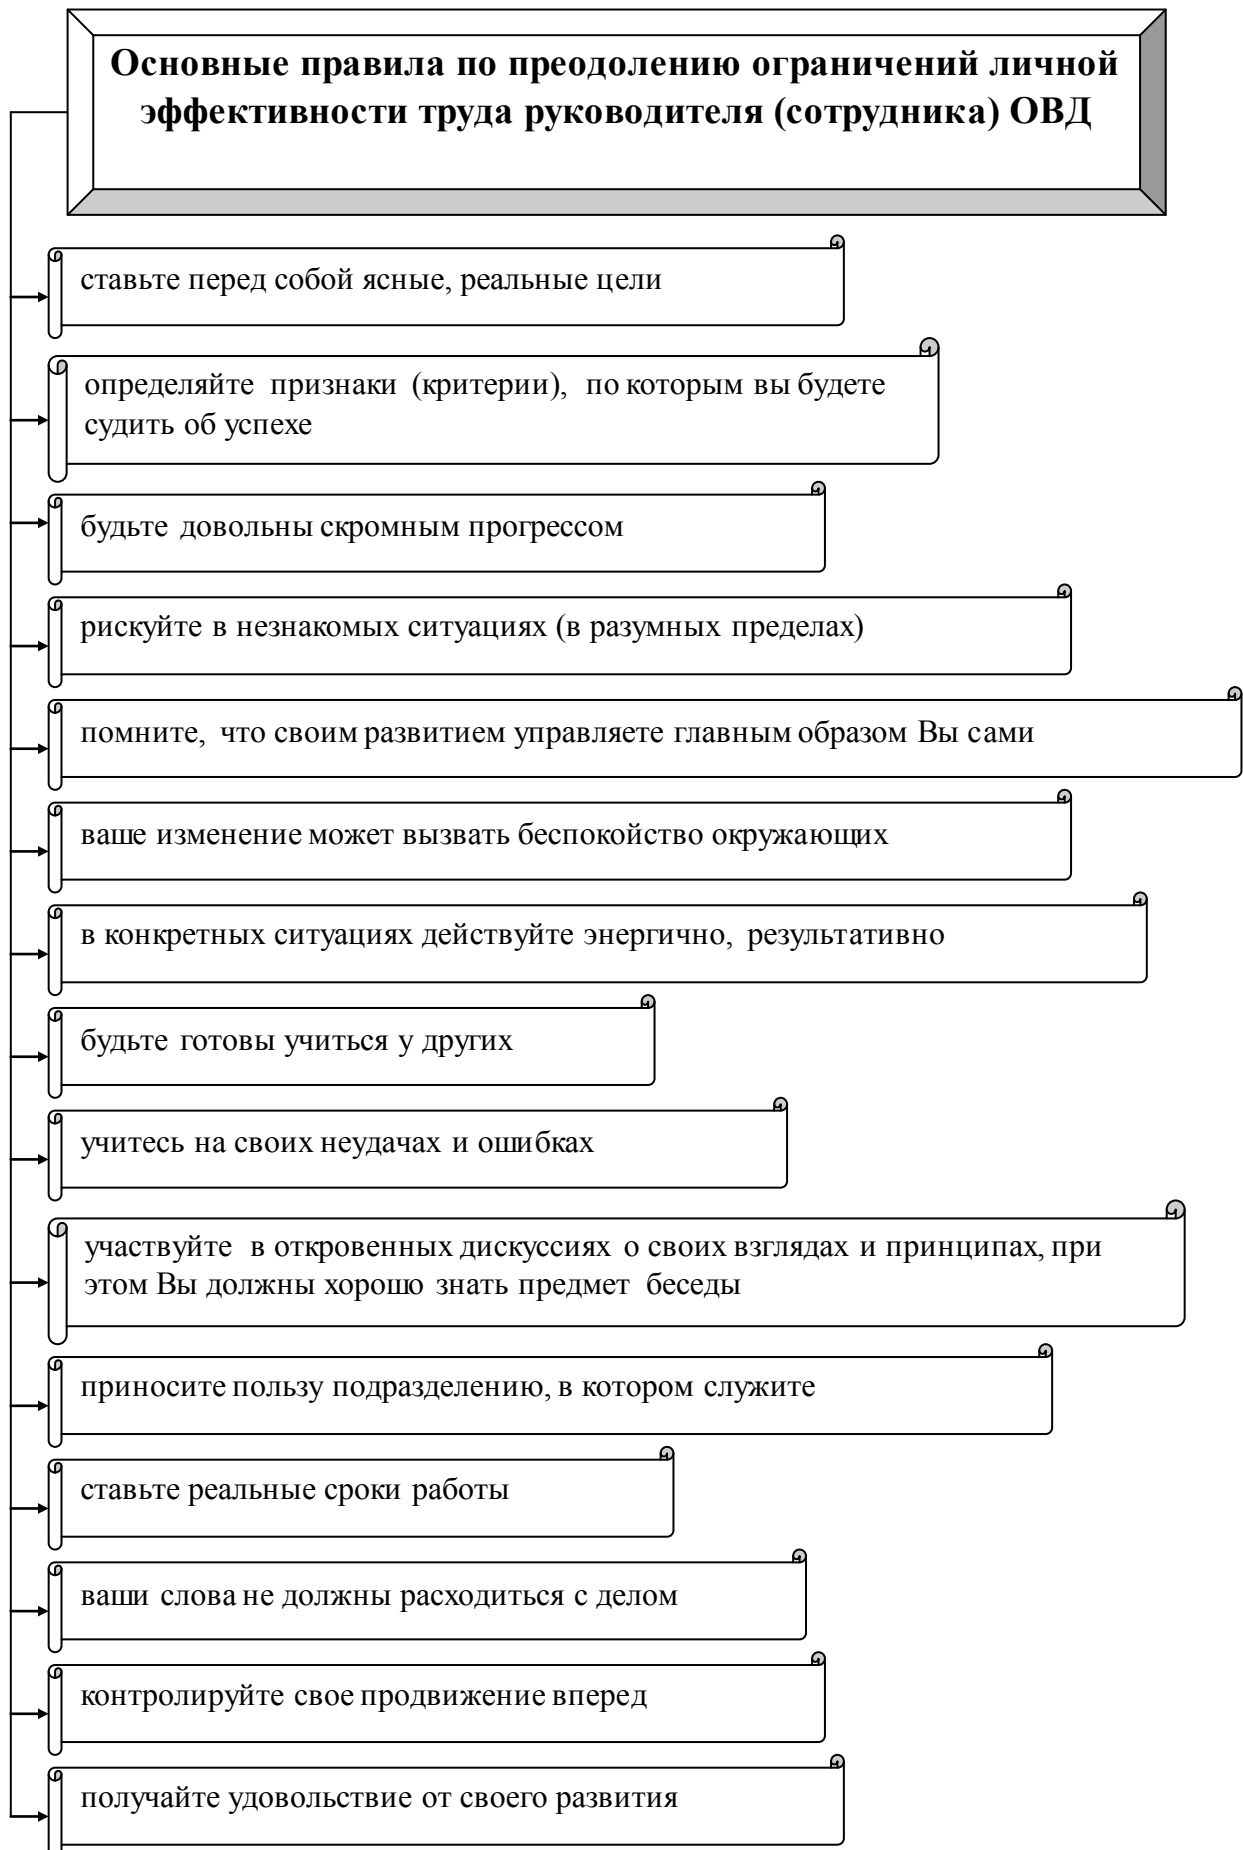 Основные правила по преодолению ограничений личной
эффективности труда руководителя (сотрудника) ОВД
ставьте перед собой ясные, реальные цели
определяйте признаки (критерии), по которым вы будете
судить об успехе
будьте довольны скромным прогрессом
рискуйте в незнакомых ситуациях (в разумных пределах)
помните, что своим развитием управляете главным образом Вы сами
ваше изменение может вызвать беспокойство окружающих
в конкретных ситуациях действуйте энергично, результативно
будьте готовы учиться у других
учитесь на своих неудачах и ошибках
участвуйте в откровенных дискуссиях о своих взглядах и принципах, при
этом Вы должны хорошо знать предмет беседы
приносите пользу подразделению, в котором служите
ставьте реальные сроки работы
ваши слова не должны расходиться с делом
контролируйте свое продвижение вперед
получайте удовольствие от своего развития